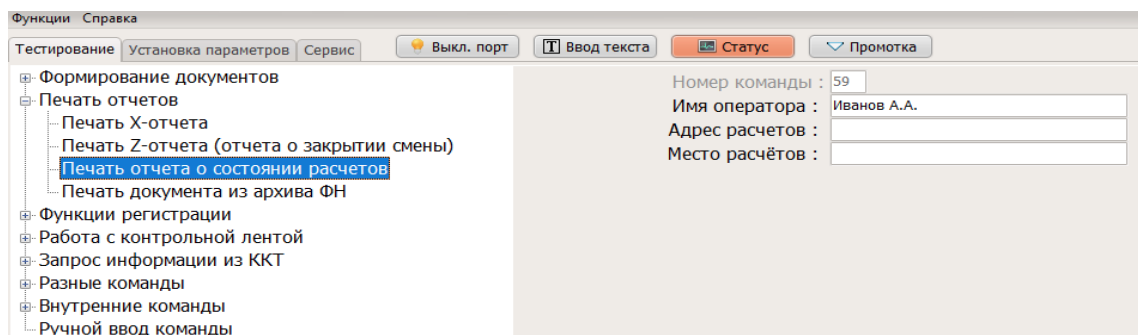 Функции Справка
Тестирование Установка параметров Сервис Выкл. порт T Ввод текста Статус Промотка
Формирование документов
Печать отчетов
Печать X-отчета
Печать Z-отчета (отчета о закрытии смены)
Печать отчета о состоянии расчетов
Печать документа из архива ФН
Функции регистрации
Работа с контрольной лентой
Запрос информации из ККТ
Разные команды
Внутренние команды
Ручной ввод команды
Номер команды : 59
Имя оператора : Иванов А.А.
Адрес расчетов :
Место расчётов :